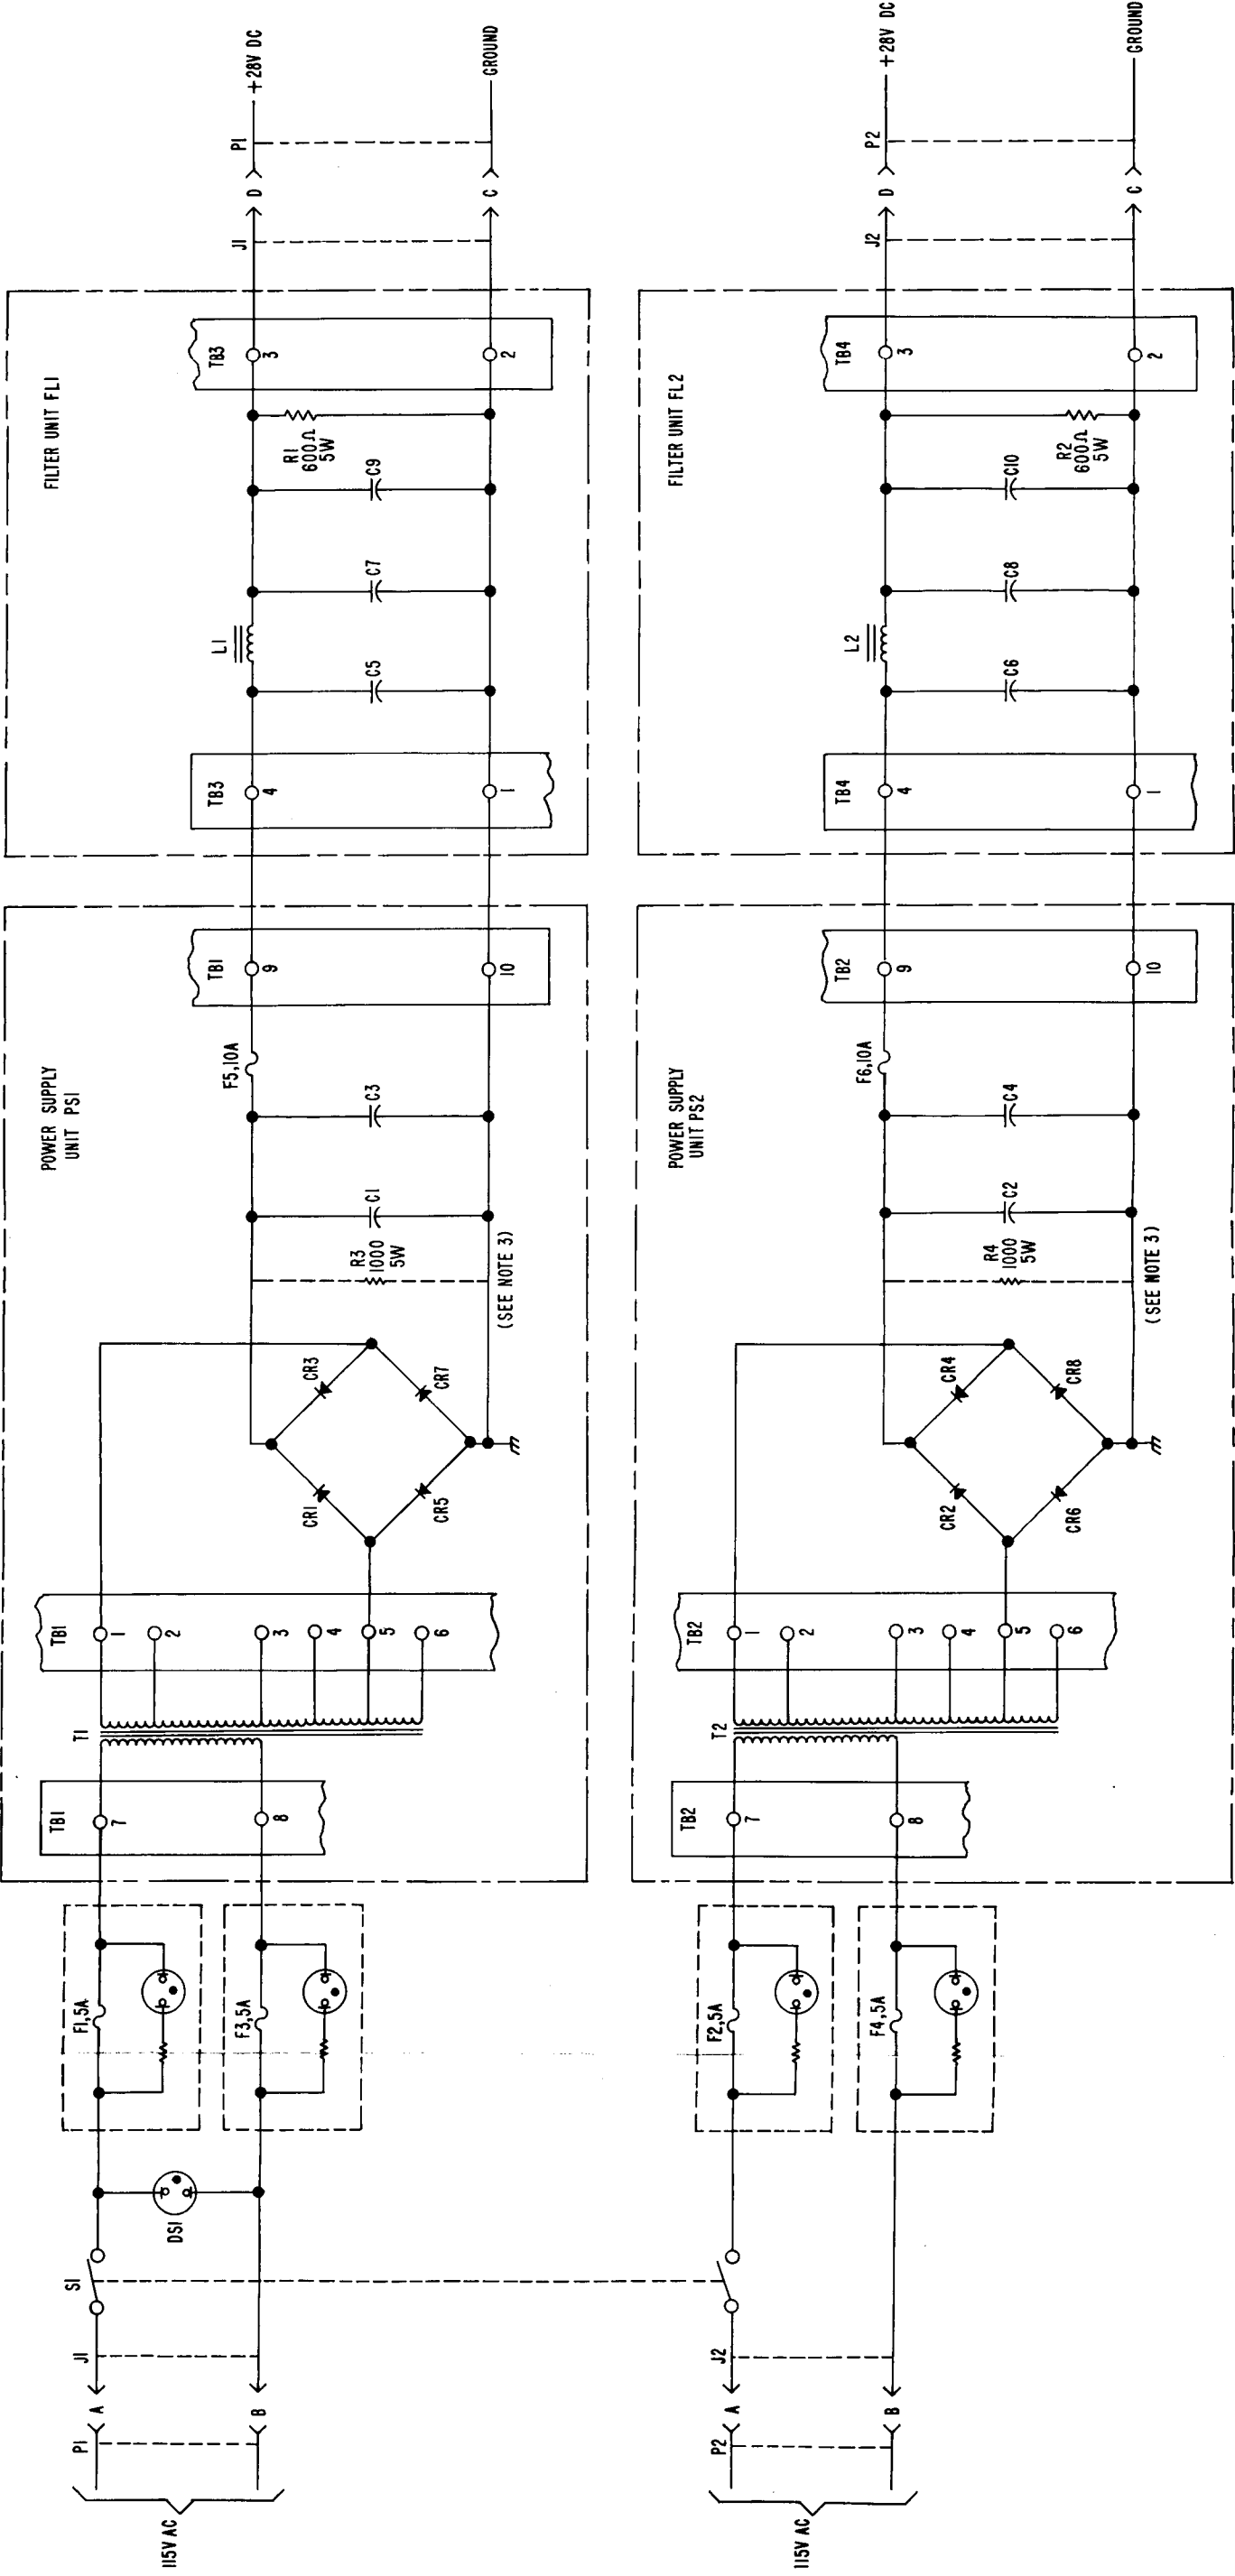 115V AC
P1
A
B
J1
S1
DS1
F1,5A
F3,5A
TB1
7
8
T1
TB1
1
2
3
4
5
6
CR1
CR3
CR5
CR7
R3
1000
5W
(SEE NOTE 3)
C1
C3
F5,10A
POWER SUPPLY
UNIT PS1
TB1
9
10
TB3
4
1
C5
L1
C7
C9
R1
600Ω
5W
FILTER UNIT FL1
TB3
3
2
J1
D
C
P1
+28V DC
GROUND
115V AC
P2
A
B
J2
F2,5A
F4,5A
TB2
7
8
T2
TB2
1
2
3
4
5
6
CR2
CR4
CR6
CR8
R4
1000
5W
(SEE NOTE 3)
C2
C4
F6,10A
POWER SUPPLY
UNIT PS2
TB2
9
10
TB4
4
1
C6
L2
C8
C10
R2
600Ω
5W
FILTER UNIT FL2
TB4
3
2
J2
D
C
P2
+28V DC
GROUND